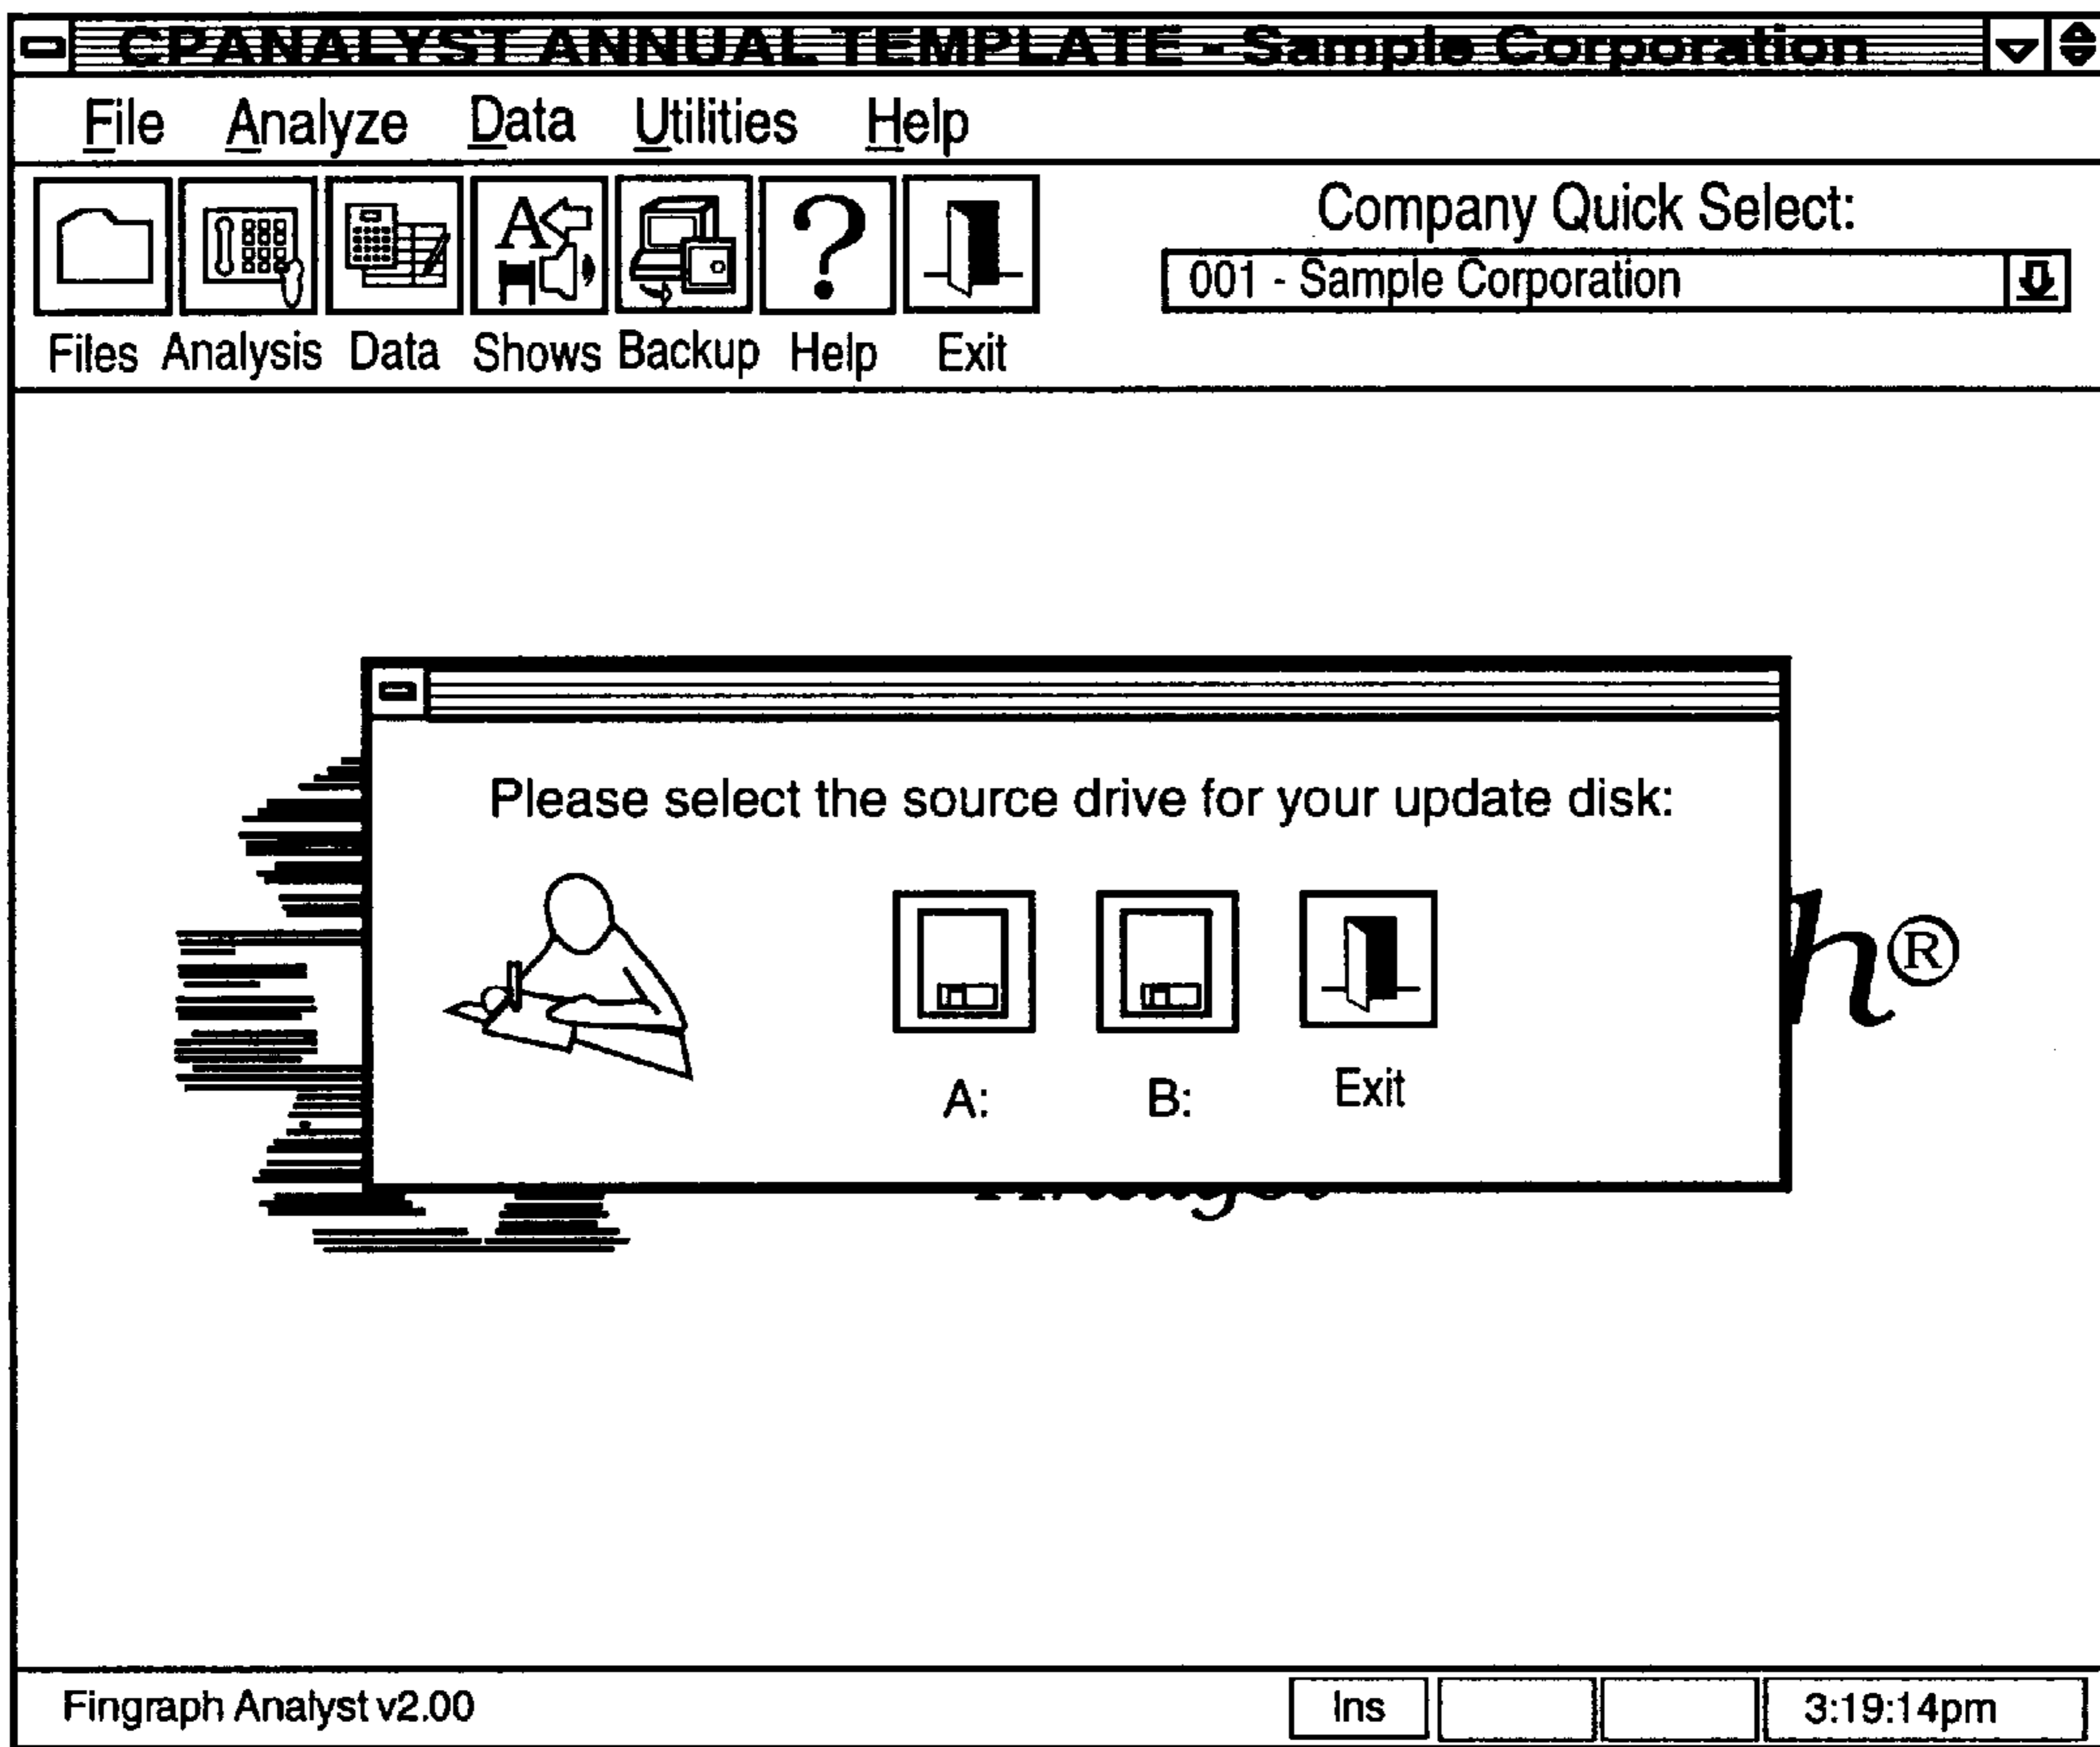 CPANALYST ANNUAL TEMPLATE - Sample Corporation
File Analyze Data Utilities Help
Company Quick Select:
001 - Sample Corporation
Files Analysis Data Shows Backup Help Exit
Please select the source drive for your update disk:
A: B: Exit
h®
Fingraph Analyst v2.00 Ins 3:19:14pm